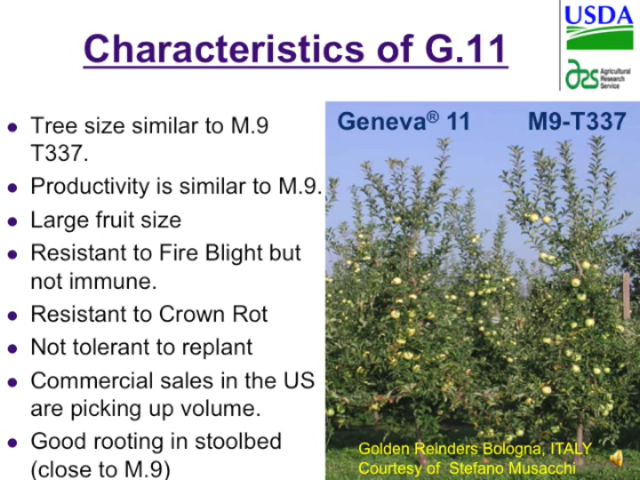 Characteristics of G.11
USDA
Agricultural
Research
Service
Tree size similar to M.9
T337.
Productivity is similar to M.9.
Large fruit size
Resistant to Fire Blight but
not immune.
Resistant to Crown Rot
Not tolerant to replant
Commercial sales in the US
are picking up volume.
Good rooting in stoolbed
(close to M.9)
Geneva® 11
M9-T337
Golden Reinders Bologna, ITALY
Courtesy of Stefano Musacchi